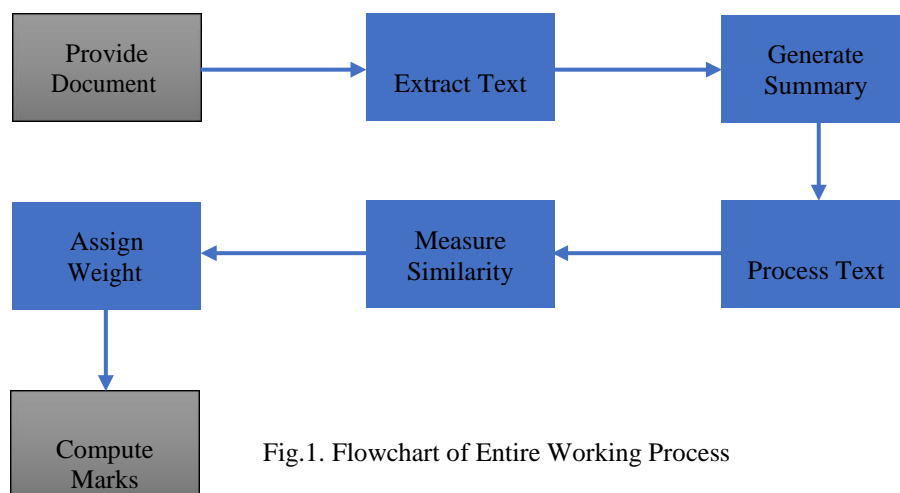 Provide
Document
Extract Text
Generate
Summary
Process Text
Measure
Similarity
Assign
Weight
Compute
Marks
Fig.1. Flowchart of Entire Working Process